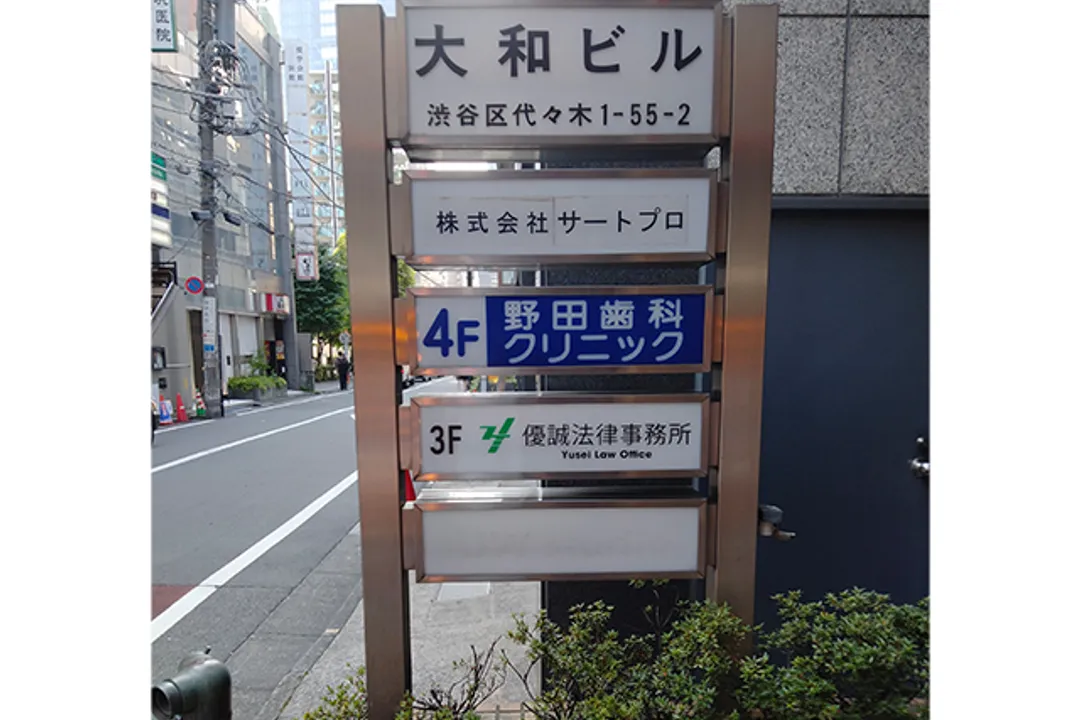 大和ビル
渋谷区代々木1-55-2
株式会社サートプロ
4F
野田歯科
クリニック
3F
優誠法律事務所
Yusei Law Office
医院